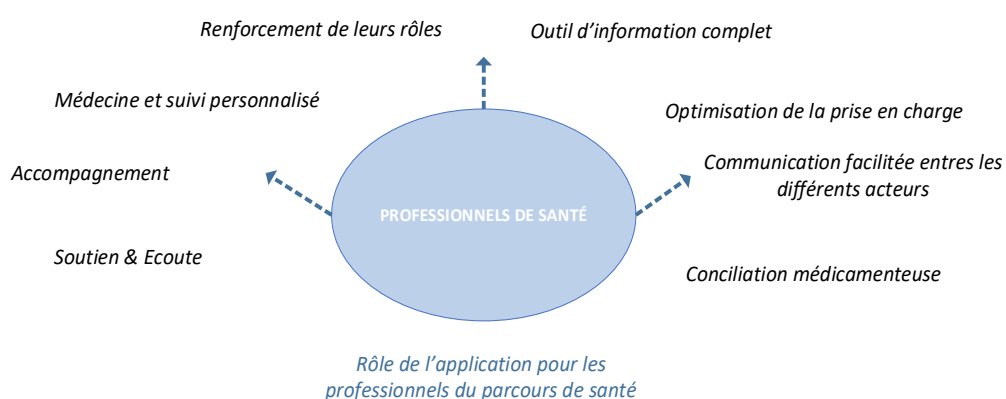 Renforcement de leurs rôles
Outil d’information complet
Médecine et suivi personnalisé
Optimisation de la prise en charge
Accompagnement
Communication facilitée entres les
différents acteurs
PROFESSIONNELS DE SANTÉ
Soutien & Ecoute
Conciliation médicamenteuse
Rôle de l’application pour les
professionnels du parcours de santé